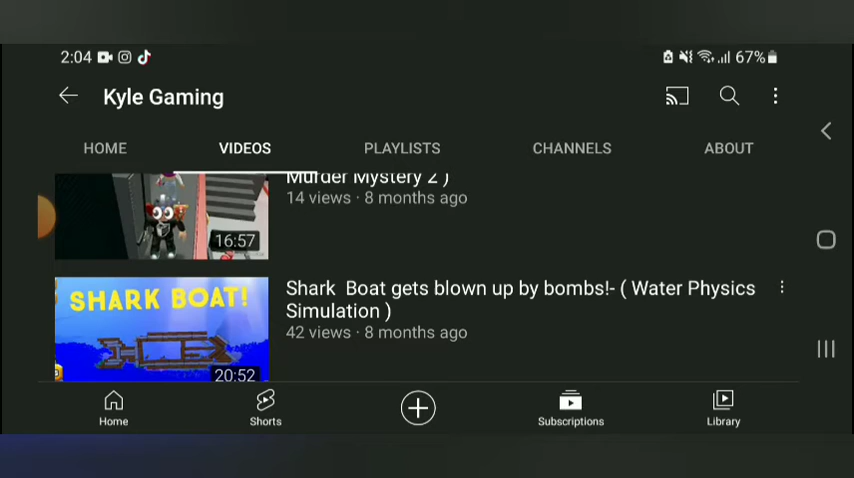 2:04
67%
Kyle Gaming
HOME VIDEOS PLAYLISTS CHANNELS ABOUT
Murder Mystery 2 )
14 views · 8 months ago
16:57
SHARK BOAT!
20:52
Shark Boat gets blown up by bombs!- ( Water Physics
Simulation )
42 views · 8 months ago
Home Shorts Subscriptions Library